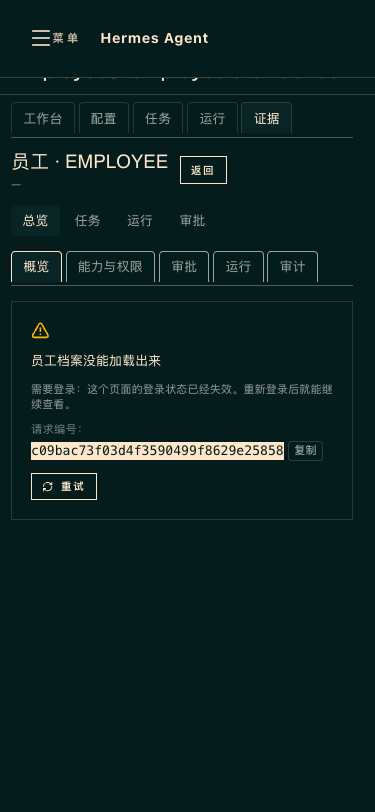 菜单 Hermes Agent
工作台 配置 任务 运行 证据
员工 · EMPLOYEE 返回
—
总览 任务 运行 审批
概览 能力与权限 审批 运行 审计
员工档案没能加载出来
需要登录：这个页面的登录状态已经失效。重新登录后就能继
续查看。
请求编号：
c09bac73f03d4f3590499f8629e25858 复制
重试